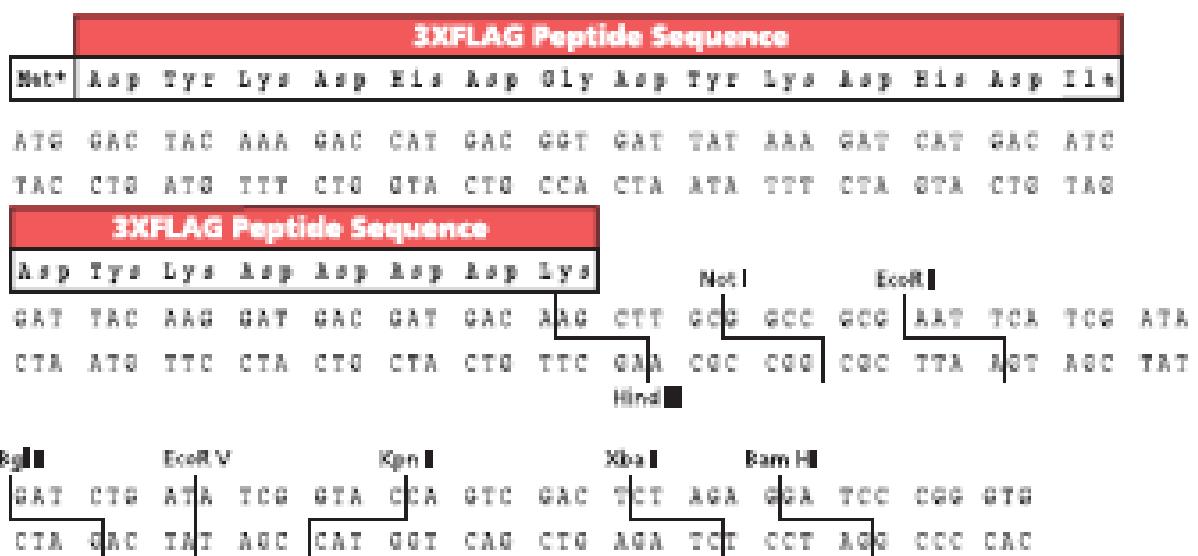 3XFLAG Peptide Sequence
Met* Asp Tyr Lys Asp His Asp Gly Asp Tyr Lys Asp His Asp Ile
ATG GAC TAC AAA GAC CAT GAC GGT GAT TAT AAA GAT CAT GAC ATC
TAC CTG ATG TTT CTG GTA CTG CCA CTA ATA TTT CTA GTA CTG TAG
3XFLAG Peptide Sequence
Asp Tys Lys Asp Asp Asp Asp Lys
Not I EcoR I
GAT TAC AAG GAT GAC GAT GAC AAG CTT GCG GCC GCG AAT TCA TCG ATA
CTA ATG TTC CTA CTG CTA CTG TTC GAA CGC CGG CGC TTA AGT AGC TAT
Hind
Bgl EcoR V Kpn I Xba I Bam HI
GAT CTG ATA TCG GTA CCA GTC GAC TCT AGA GGA TCC CGG GTG
CTA GAC TAT AGC CAT GGT CAG CTG AGA TCT CCT AGG CCC CAC